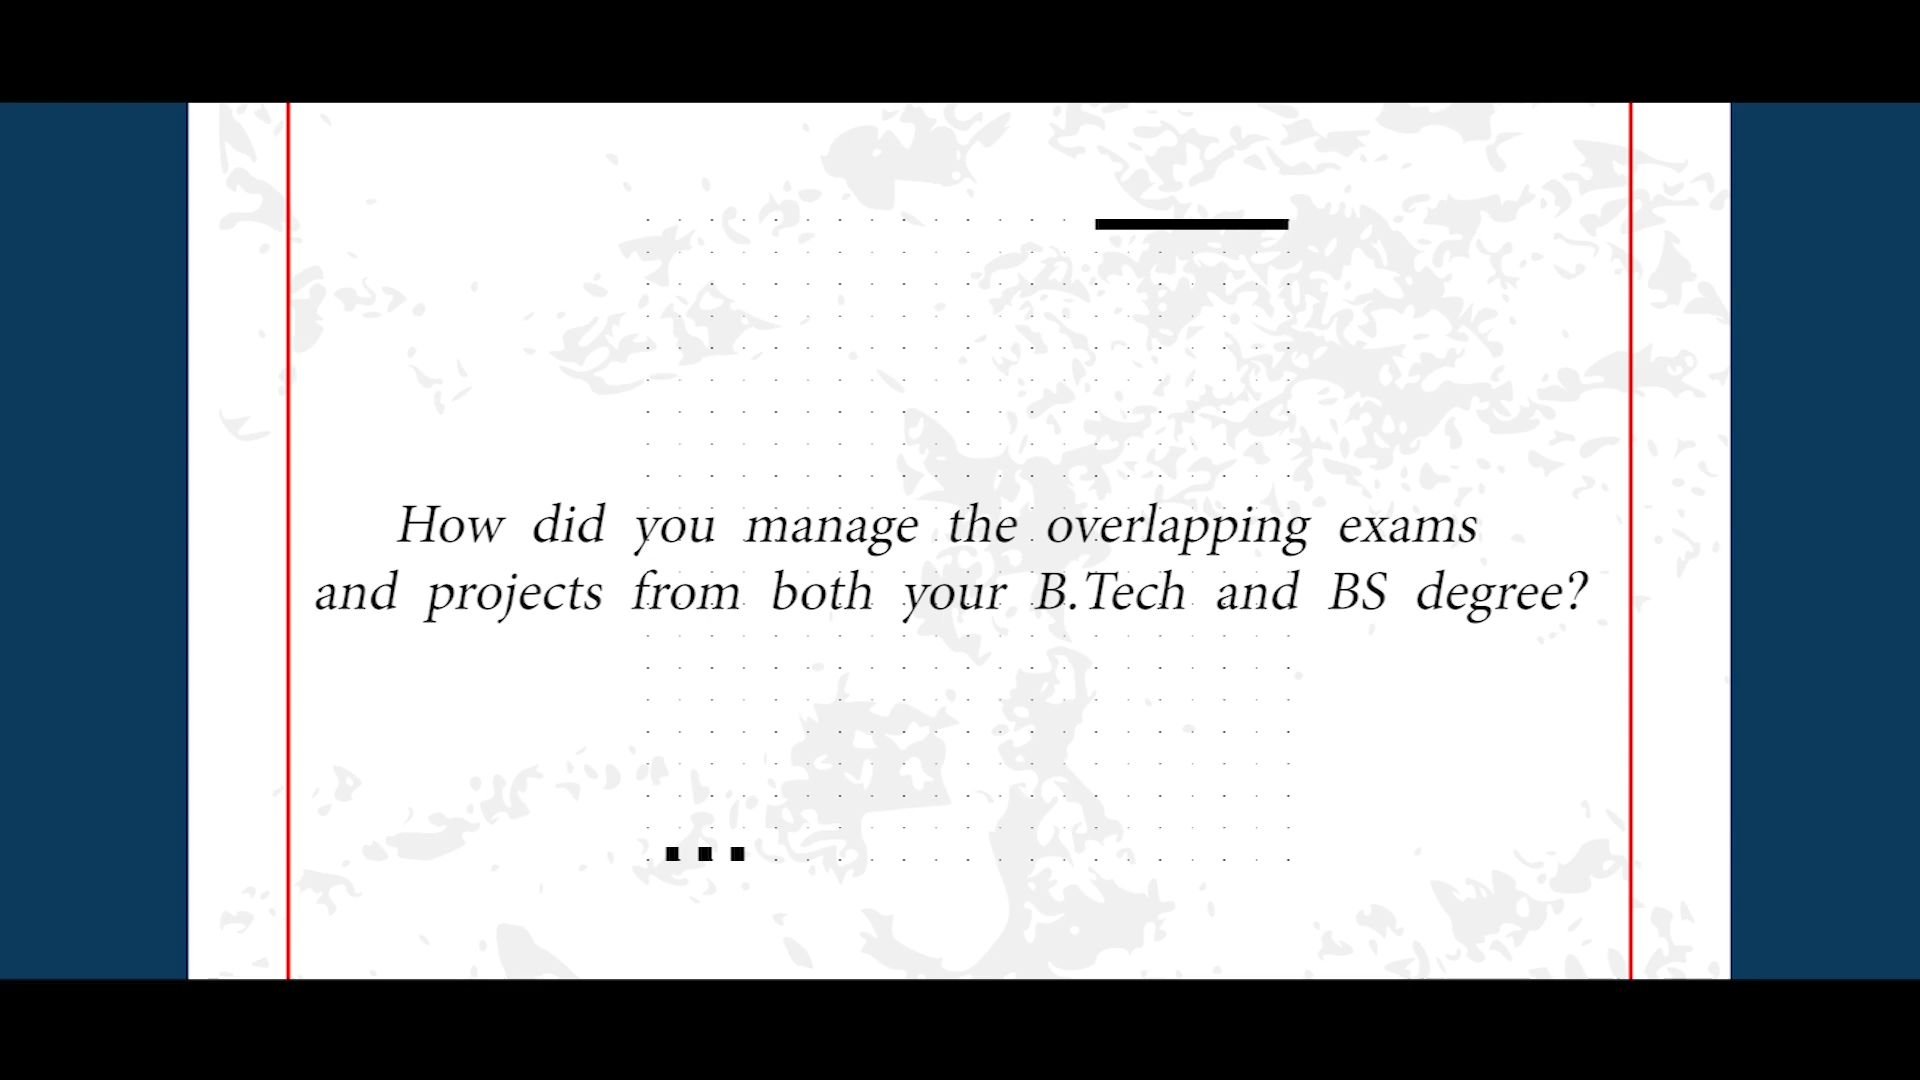 How did you manage the overlapping exams
and projects from both your B.Tech and BS degree?